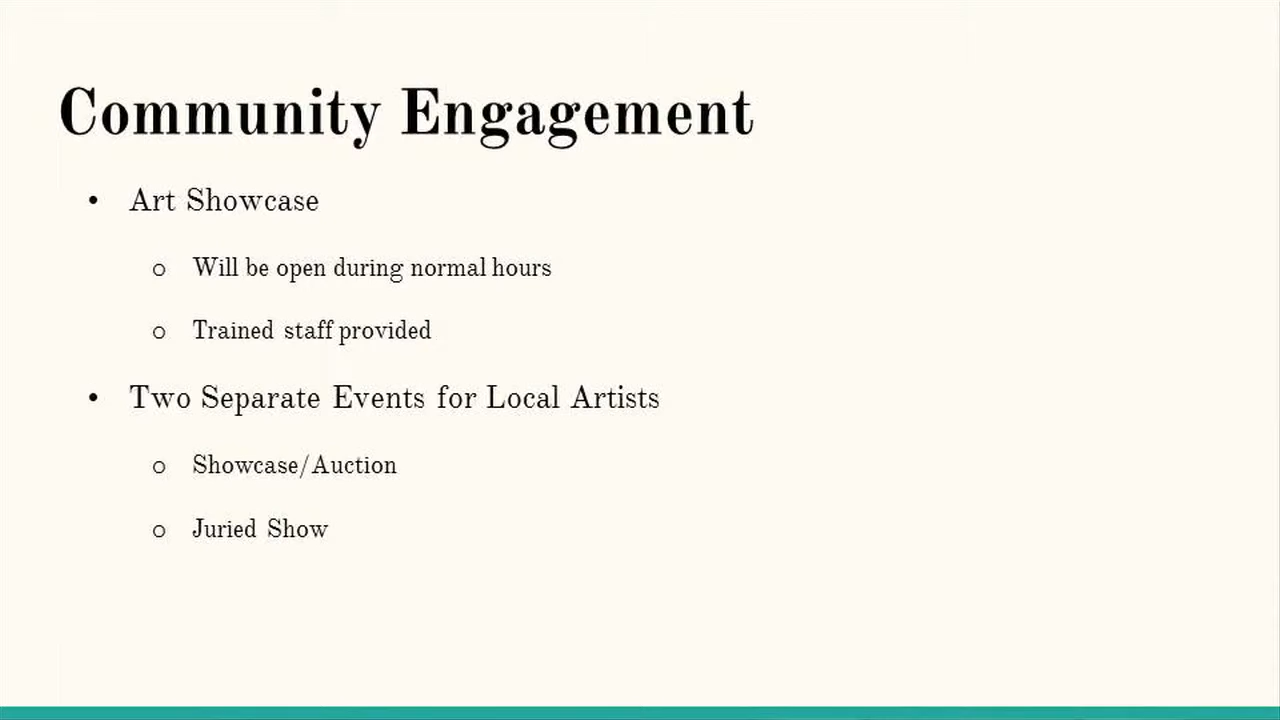 Community Engagement
• Art Showcase
o Will be open during normal hours
o Trained staff provided
• Two Separate Events for Local Artists
o Showcase/Auction
o Juried Show